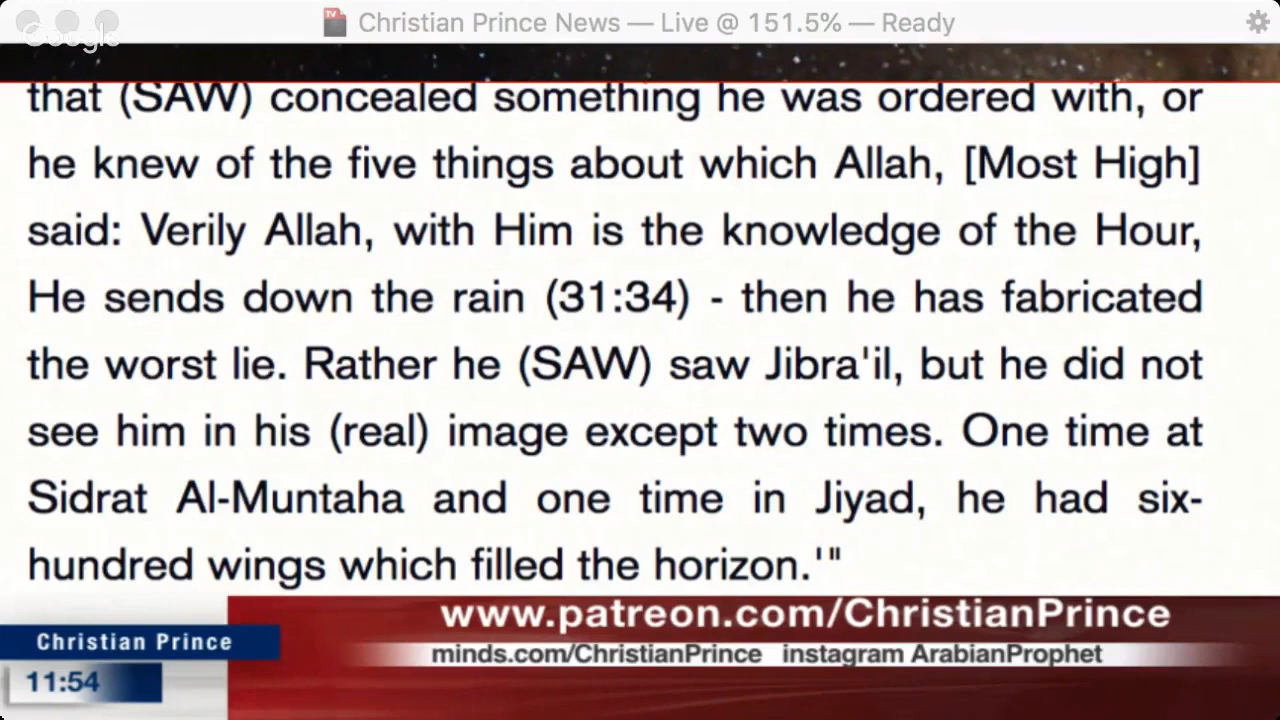 Christian Prince News — Live @ 151.5% — Ready
Google
that (SAW) concealed something he was ordered with, or
he knew of the five things about which Allah, [Most High]
said: Verily Allah, with Him is the knowledge of the Hour,
He sends down the rain (31:34) - then he has fabricated
the worst lie. Rather he (SAW) saw Jibra'il, but he did not
see him in his (real) image except two times. One time at
Sidrat Al-Muntaha and one time in Jiyad, he had six-
hundred wings which filled the horizon.'"
www.patreon.com/ChristianPrince
Christian Prince
minds.com/ChristianPrince instagram ArabianProphet
11:54